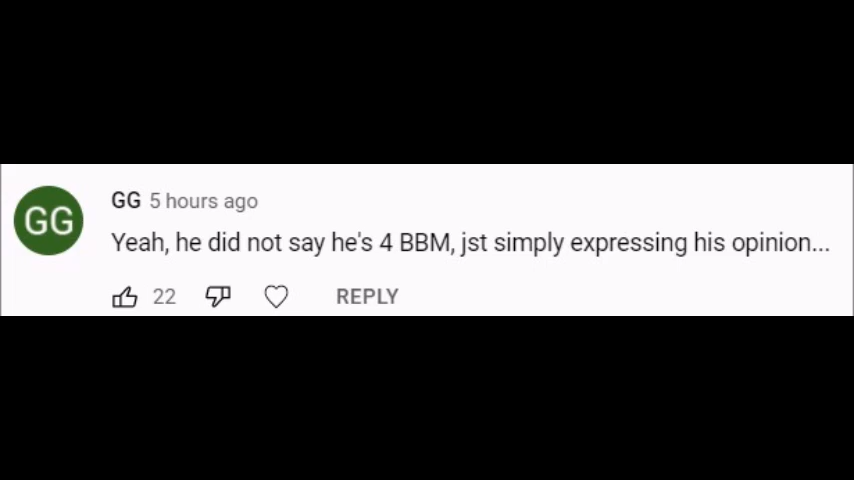 GG
GG 5 hours ago
Yeah, he did not say he's 4 BBM, jst simply expressing his opinion...
22 REPLY